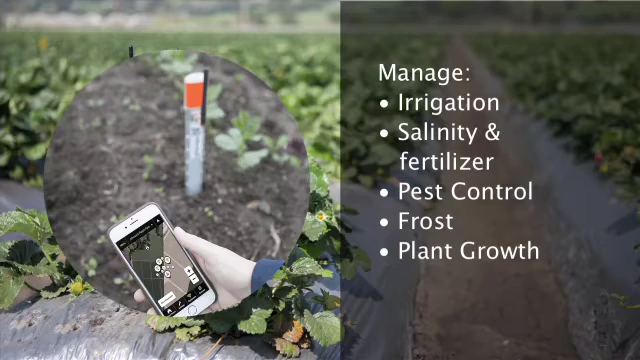 Manage:
• Irrigation
• Salinity &
fertilizer
• Pest Control
• Frost
• Plant Growth